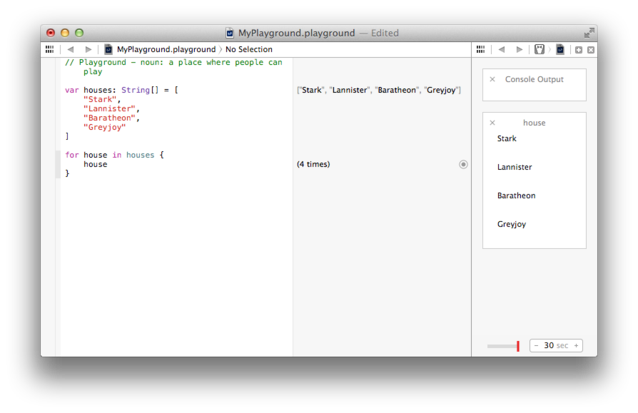 MyPlayground.playground — Edited
MyPlayground.playground 〉No Selection
// Playground - noun: a place where people can
play
var houses: String[] = [
"Stark",
"Lannister",
"Baratheon",
"Greyjoy"
]
for house in houses {
house
}
["Stark", "Lannister", "Baratheon", "Greyjoy"]
(4 times)
× Console Output
× house
Stark
Lannister
Baratheon
Greyjoy
− 30 sec +